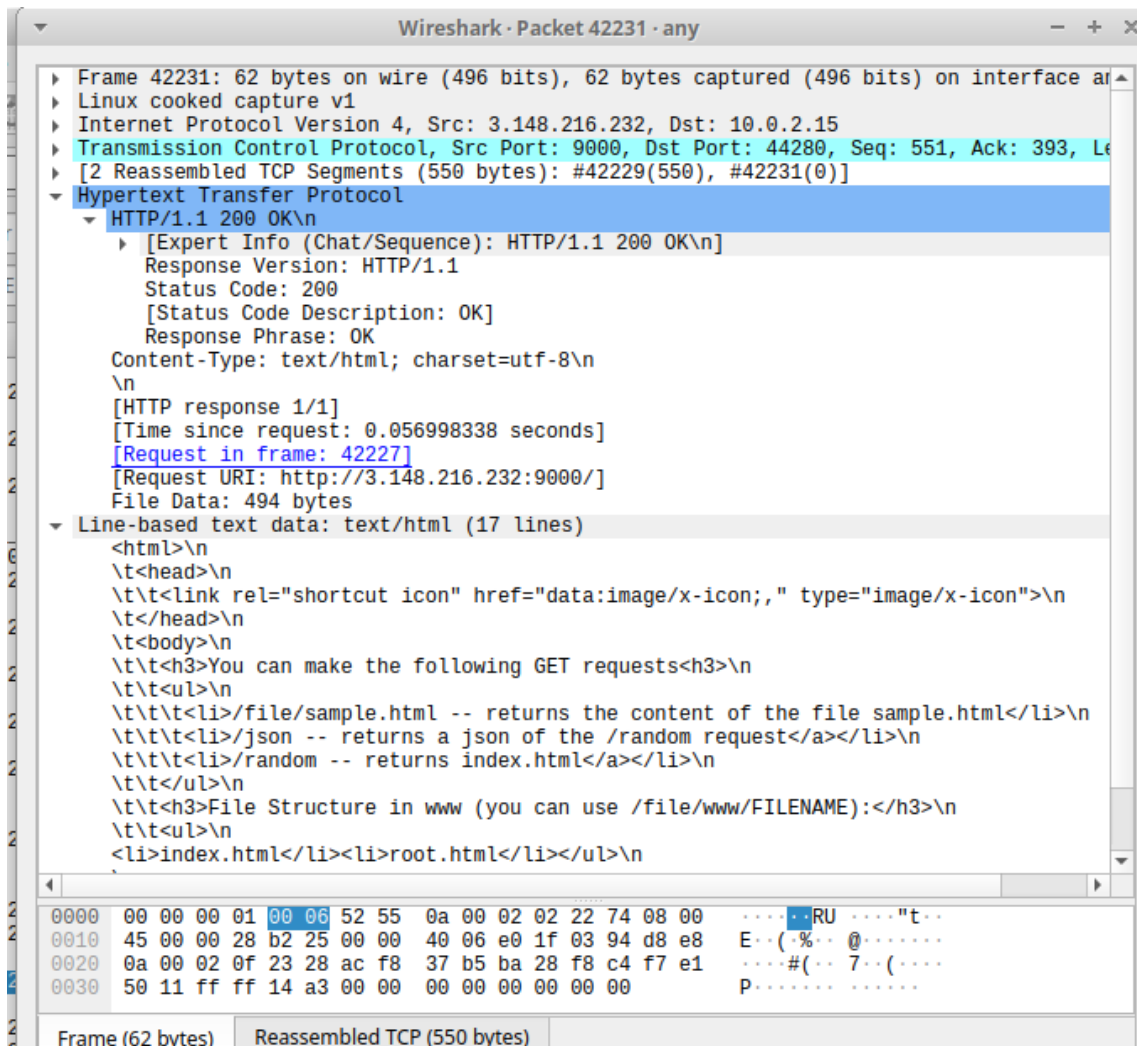 Wireshark · Packet 42231 · any
Frame 42231: 62 bytes on wire (496 bits), 62 bytes captured (496 bits) on interface an
Linux cooked capture v1
Internet Protocol Version 4, Src: 3.148.216.232, Dst: 10.0.2.15
Transmission Control Protocol, Src Port: 9000, Dst Port: 44280, Seq: 551, Ack: 393, Le
[2 Reassembled TCP Segments (550 bytes): #42229(550), #42231(0)]
Hypertext Transfer Protocol
HTTP/1.1 200 OK\n
[Expert Info (Chat/Sequence): HTTP/1.1 200 OK\n]
Response Version: HTTP/1.1
Status Code: 200
[Status Code Description: OK]
Response Phrase: OK
Content-Type: text/html; charset=utf-8\n
\n
[HTTP response 1/1]
[Time since request: 0.056998338 seconds]
[Request in frame: 42227]
[Request URI: http://3.148.216.232:9000/]
File Data: 494 bytes
Line-based text data: text/html (17 lines)
<html>\n
\t<head>\n
\t\t<link rel="shortcut icon" href="data:image/x-icon;," type="image/x-icon">\n
\t</head>\n
\t<body>\n
\t\t<h3>You can make the following GET requests<h3>\n
\t\t<ul>\n
\t\t\t<li>/file/sample.html -- returns the content of the file sample.html</li>\n
\t\t\t<li>/json -- returns a json of the /random request</a></li>\n
\t\t\t<li>/random -- returns index.html</a></li>\n
\t\t</ul>\n
\t\t<h3>File Structure in www (you can use /file/www/FILENAME):</h3>\n
\t\t<ul>\n
<li>index.html</li><li>root.html</li></ul>\n
0000 00 00 00 01 00 06 52 55 0a 00 02 02 22 74 08 00 ······RU ····"t··
0010 45 00 00 28 b2 25 00 00 40 06 e0 1f 03 94 d8 e8 E··(·%·· @·······
0020 0a 00 02 0f 23 28 ac f8 37 b5 ba 28 f8 c4 f7 e1 ····#(·· 7··(····
0030 50 11 ff ff 14 a3 00 00 00 00 00 00 00 00 P······· ······
Frame (62 bytes) Reassembled TCP (550 bytes)